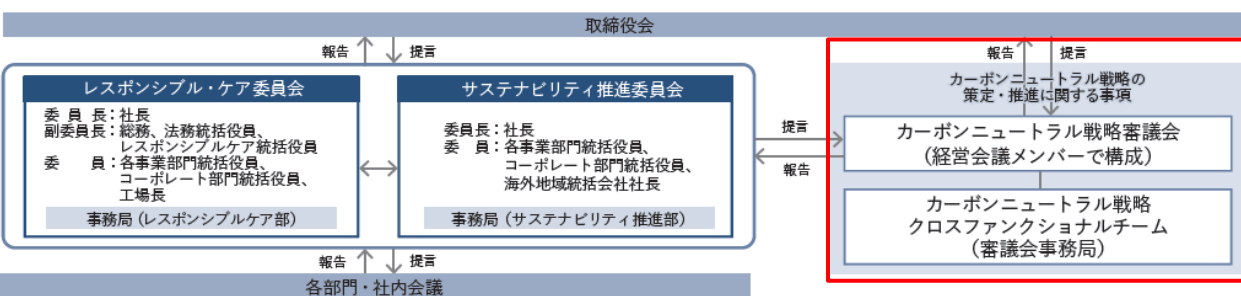 取締役会
報告 提言
レスポンシブル・ケア委員会
委員長：社長
副委員長：総務、法務統括役員、
レスポンシブルケア統括役員
委員：各事業部門統括役員、
コーポレート部門統括役員、
工場長
事務局（レスポンシブルケア部）
サステナビリティ推進委員会
委員長：社長
委員：各事業部門統括役員、
コーポレート部門統括役員、
海外地域統括会社社長
事務局（サステナビリティ推進部）
提言
報告
報告 提言
カーボンニュートラル戦略の
策定・推進に関する事項
カーボンニュートラル戦略審議会
（経営会議メンバーで構成）
カーボンニュートラル戦略
クロスファンクショナルチーム
（審議会事務局）
報告 提言
各部門・社内会議